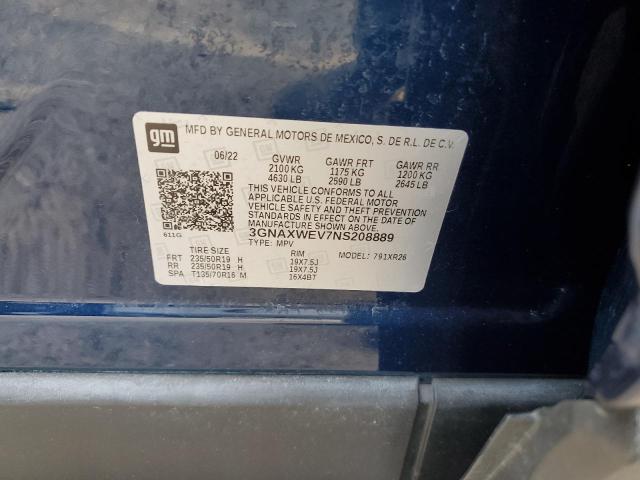 gm
MFD BY GENERAL MOTORS DE MEXICO, S. DE R.L. DE C.V.
06/22 GVWR GAWR FRT GAWR RR
2100 KG 1175 KG 1200 KG
4630 LB 2590 LB 2645 LB
THIS VEHICLE CONFORMS TO ALL
APPLICABLE U.S. FEDERAL MOTOR
VEHICLE SAFETY AND THEFT PREVENTION
STANDARDS IN EFFECT ON THE DATE OF
MANUFACTURE SHOWN ABOVE.
611G 3GNAXWEV7NS208889
TYPE: MPV
TIRE SIZE RIM MODEL: 791XR26
FRT 235/50R19 H 19X7.5J
RR 235/50R19 H 19X7.5J
SPA T135/70R16 M 16X4BT